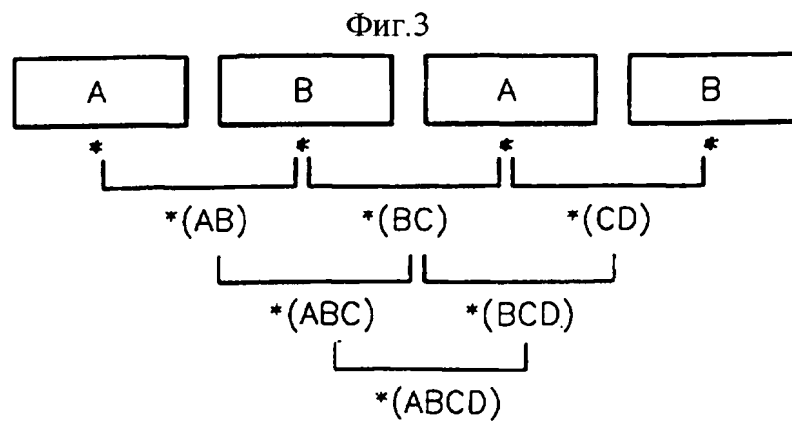 Фиг.3
A B A B
* * * *
*(AB) *(BC) *(CD)
*(ABC) *(BCD)
*(ABCD)